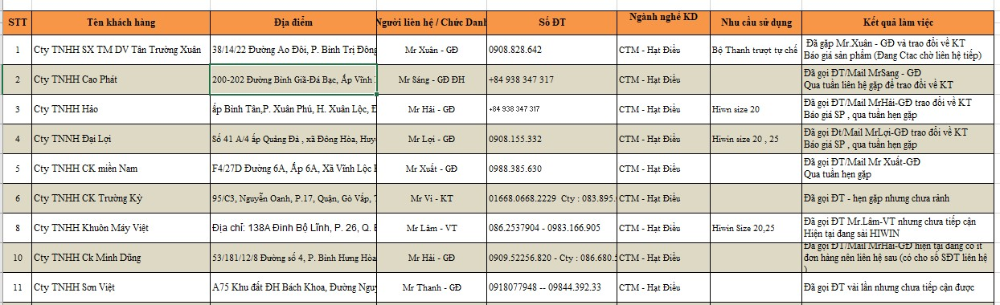 STT Tên khách hàng Địa điểm Người liên hệ / Chức Danh Số ĐT Ngành nghề KD Nhu cầu sử dụng Kết quả làm việc
1 Cty TNHH SX TM DV Tân Trường Xuân 38/14/22 Đường Ao Đôi, P. Bình Trị Đông Mr Xuân - GĐ 0908.828.642 CTM - Hạt Điều Bộ Thanh trượt tự chế Đã gặp Mr.Xuân - GĐ và trao đổi về KT
Báo giá sản phẩm (Đang Ctac chờ liên hệ tiếp)
2 Cty TNHH Cao Phát 200-202 Đường Bình Giã-Đá Bạc, Ấp Vĩnh Mr Sáng - GĐ ĐH +84 938 347 317 CTM - Hạt Điều Đã gọi ĐT/Mail MrSang - GĐ
Qua tuần liên hệ gặp để trao đổi về KT
3 Cty TNHH Hảo ấp Bình Tân,P. Xuân Phú, H. Xuân Lộc, Đ Mr Hải - GĐ +84 938 347 317 CTM - Hạt Điều Hiwn size 20 Đã gọi ĐT/Mail MrHải-GĐ trao đổi về KT
Báo giá SP , qua tuần hẹn gặp
4 Cty TNNH Đại Lợi Số 41 A/4 ấp Quảng Đà , xã Đông Hòa, Huy Mr Lợi - GĐ 0908.155.332 CTM - Hạt Điều Hiwin size 20 , 25 Đã gọi Đt/Mail MrLợi-GĐ trao đổi về KT
Báo giá SP , qua tuần hẹn gặp
5 Cty TNHH CK miền Nam F4/27D Đường 6A, Ấp 6A, Xã Vĩnh Lộc Mr Xuất - GĐ 0988.385.630 CTM - Hạt Điều Đã gọi ĐT/Mail Mr Xuất-GĐ
Qua tuần hẹn gặp
6 Cty TNHH CK Trường Kỳ 95/C3, Nguyễn Oanh, P.17, Quận, Gò Vấp, Mr Vi - KT 01668.0668.2229 Cty : 083.895. CTM - Hạt Điều Đã gọi ĐT - hẹn gặp nhưng chưa rảnh
8 Cty TNHH Khuôn Máy Việt Địa chỉ: 138A Đinh Bộ Lĩnh, P. 26, Q. Mr Lâm - VT 086.2537904 - 0983.166.905 CTM - Hạt Điều Hiwin Size 20,25 Đã gọi ĐT Mr.Lâm-VT nhưng chưa tiếp cận
Hiện tại đang sài HIWIN
10 Cty TNHH Ck Minh Dũng 53/181/12/8 Đường số 4, P. Bình Hưng Hòa Mr Hải - GĐ 0909.52256.820 - Cty : 086.680. CTM - Hạt Điều Đã gọi ĐT/Mail MrHải-GĐ hiện tại đang có ít
đơn hàng nên liên hệ sau (có cho số SĐT liên hệ
)
11 Cty TNHH Sơn Việt A75 Khu đất ĐH Bách Khoa, Đường Nguy Mr Thanh - GĐ 0918077948 -- 09844.392.33 CTM - Hạt Điều Đã gọi ĐT vài lần nhưng chưa tiếp cận được